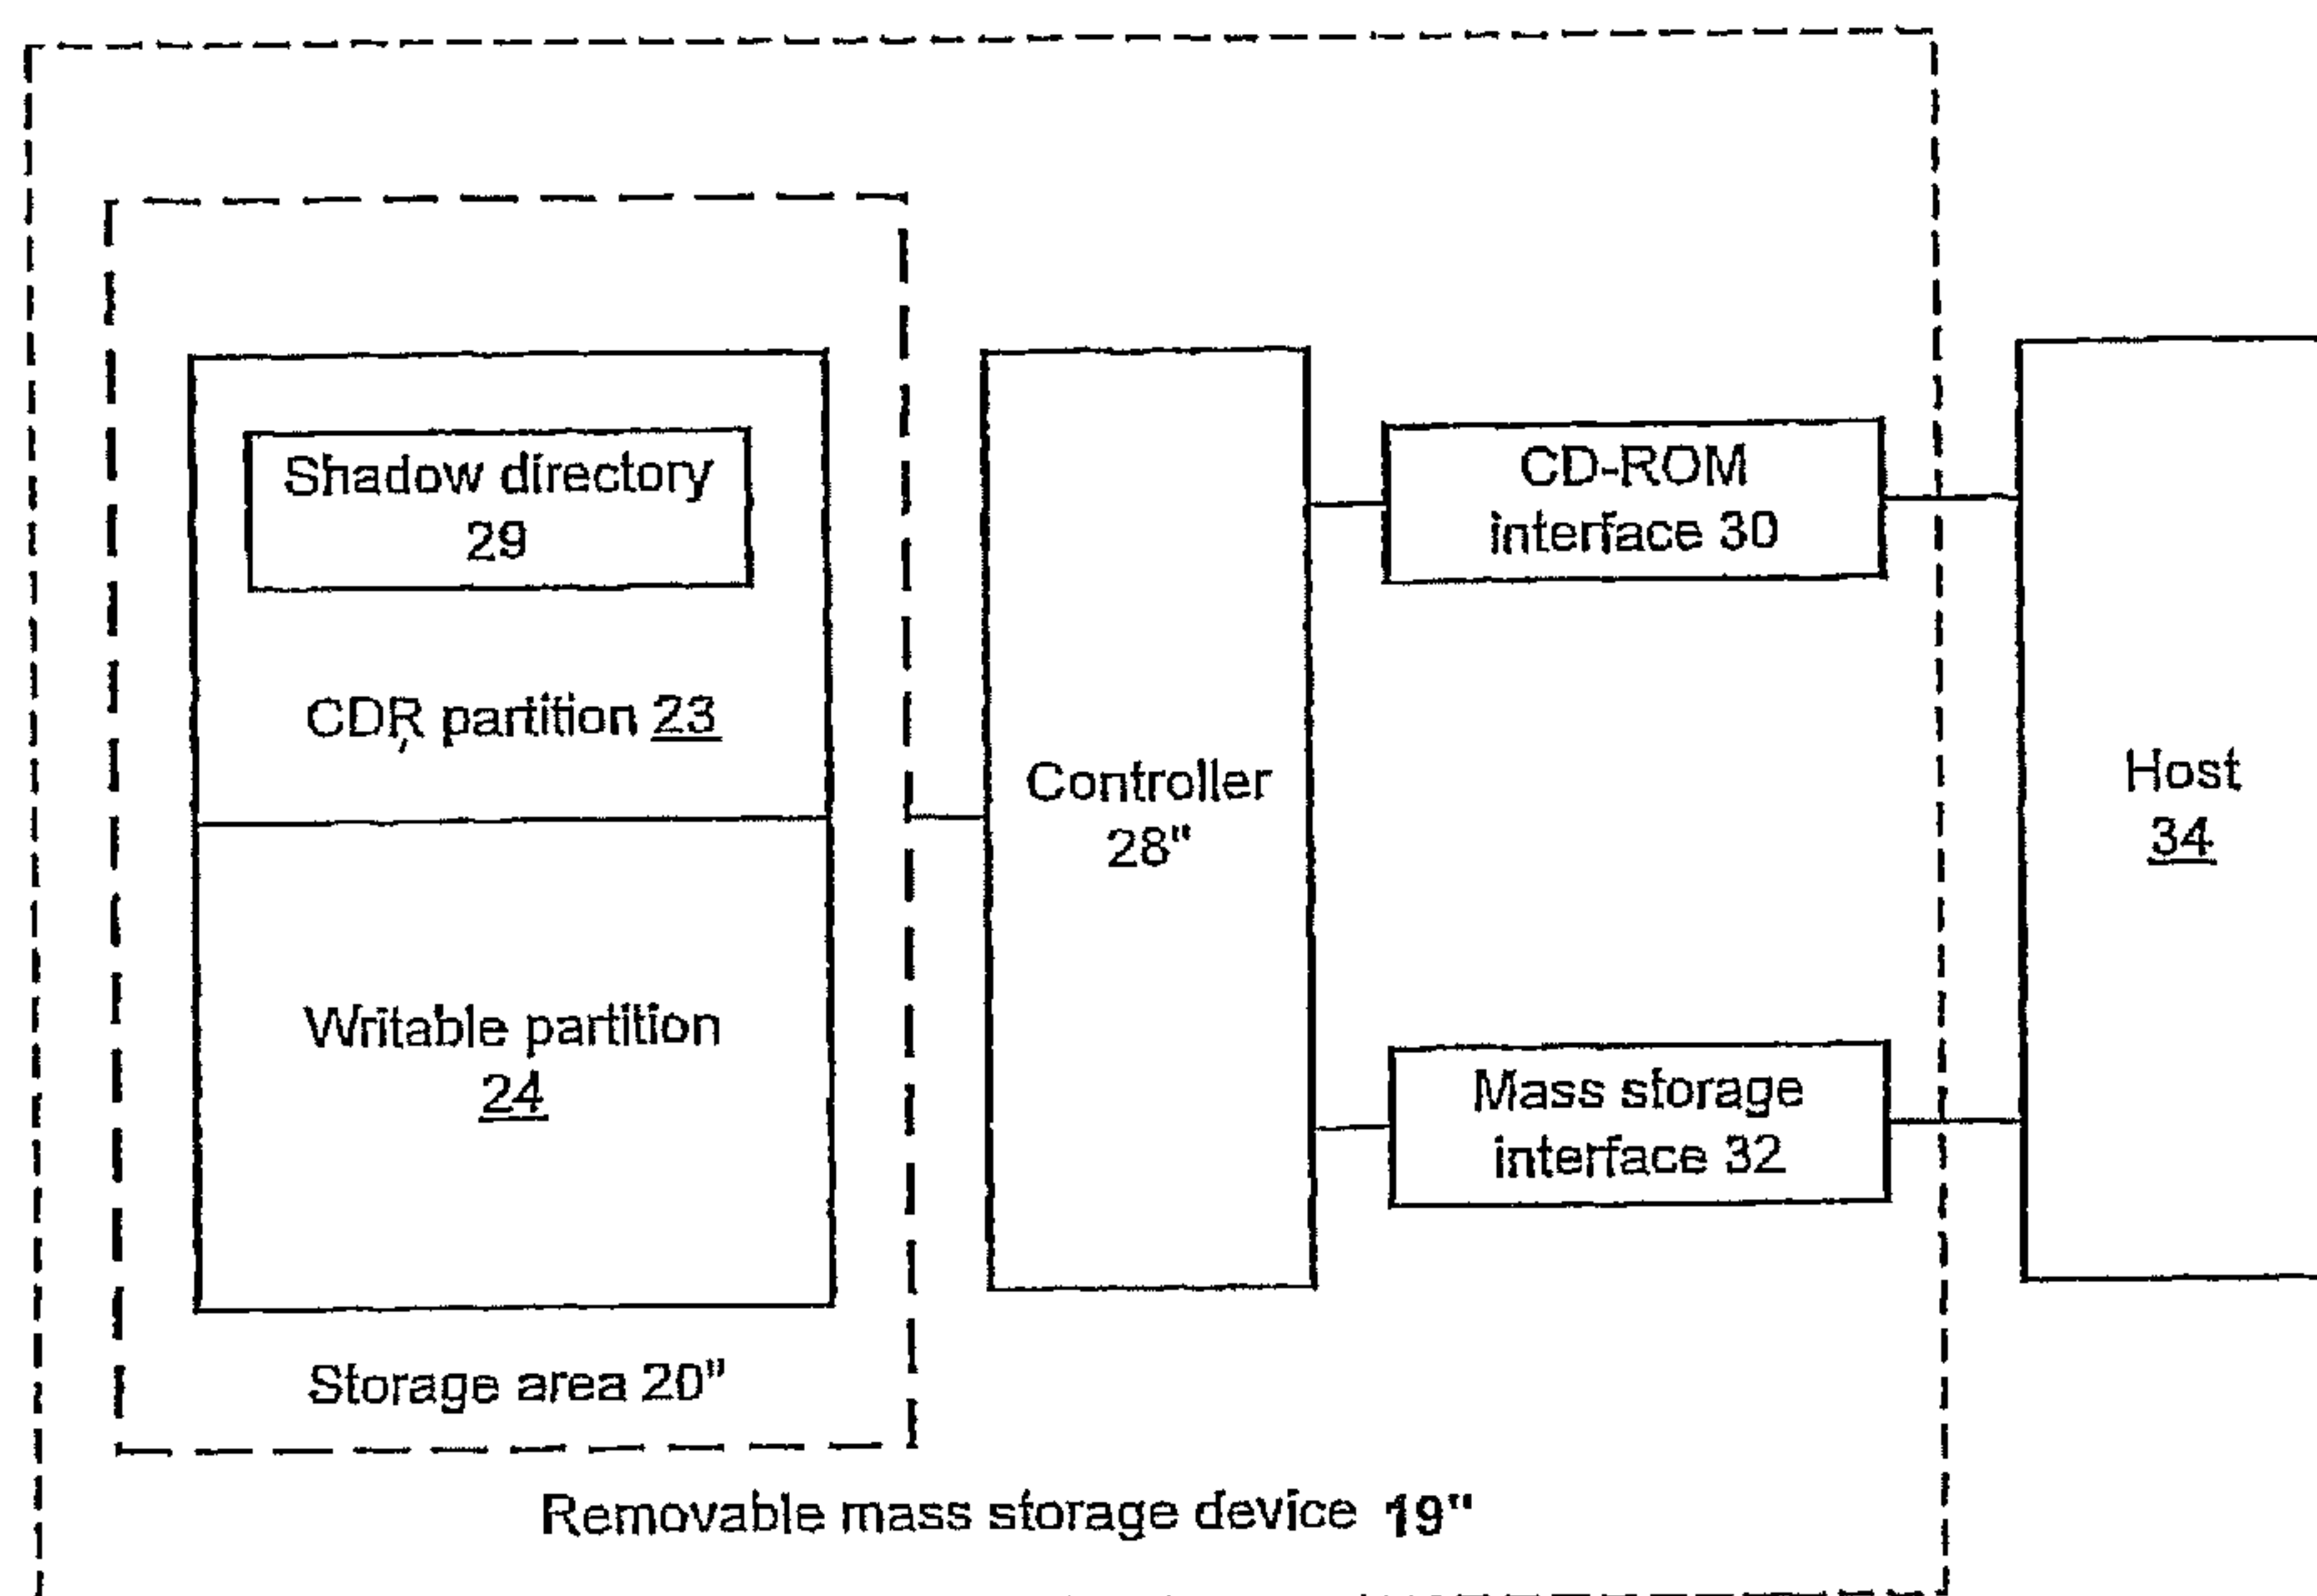 Shadow directory
29
CDR partition 23
Writable partition
24
Storage area 20"
Controller
28"
CD-ROM
interface 30
Mass storage
interface 32
Host
34
Removable mass storage device 19"